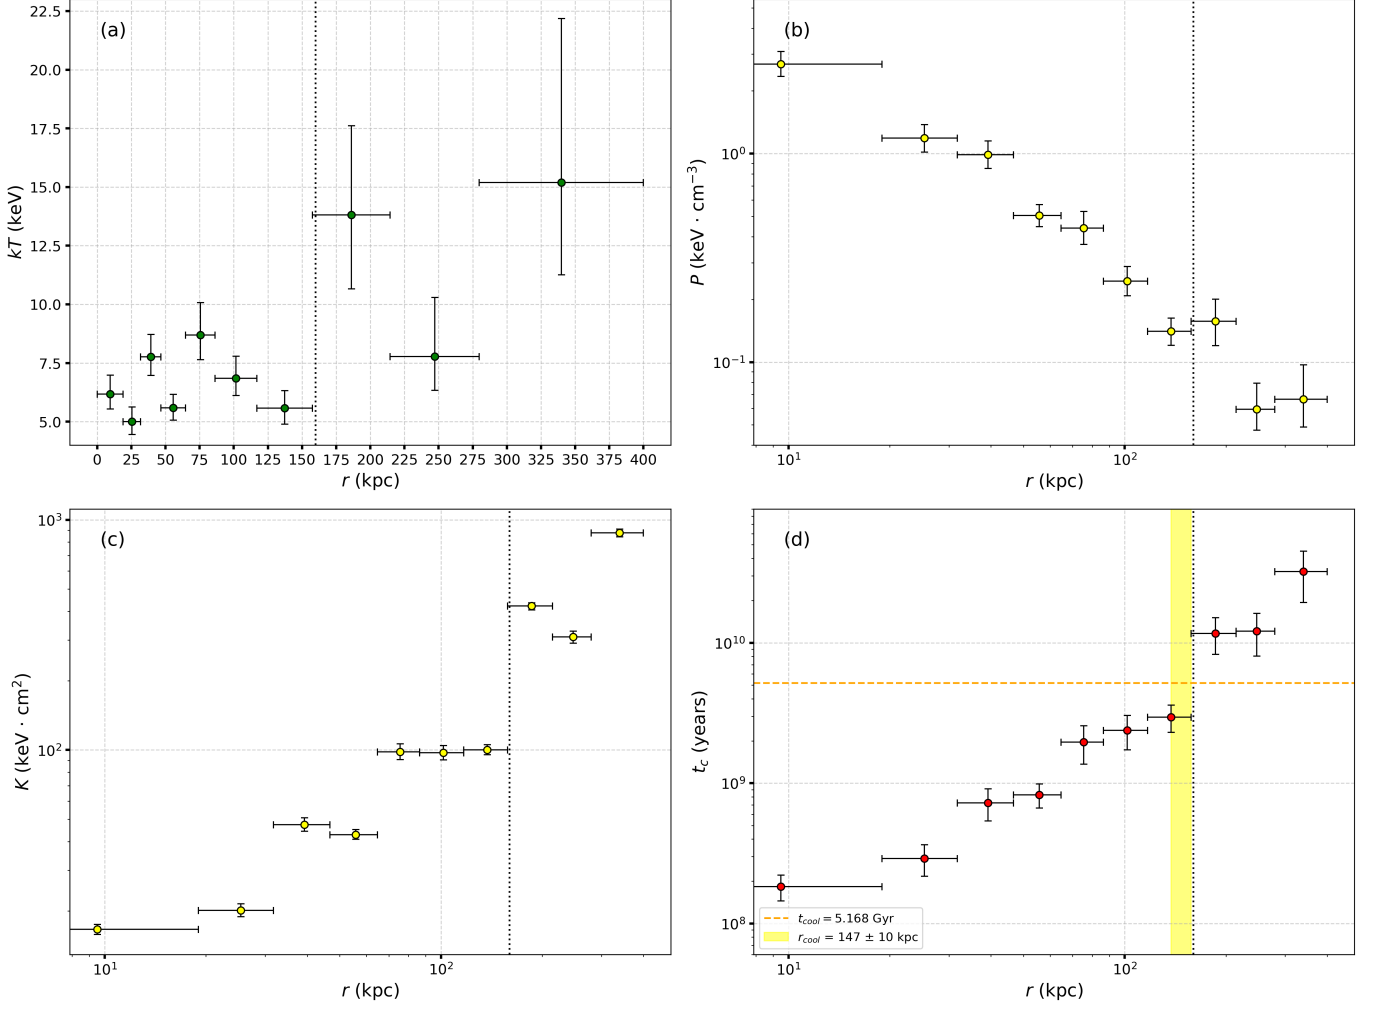 (a)
kT (keV)
22.5
20.0
17.5
15.0
12.5
10.0
7.5
5.0
0 25 50 75 100 125 150 175 200 225 250 275 300 325 350 375 400
r (kpc)
(b)
P (keV · cm⁻³)
10⁰
10⁻¹
10¹ 10²
r (kpc)
(c)
K (keV · cm²)
10³
10²
10¹ 10²
r (kpc)
(d)
t_c (years)
10¹⁰
10⁹
10⁸
t_cool = 5.168 Gyr
r_cool = 147 ± 10 kpc
10¹ 10²
r (kpc)